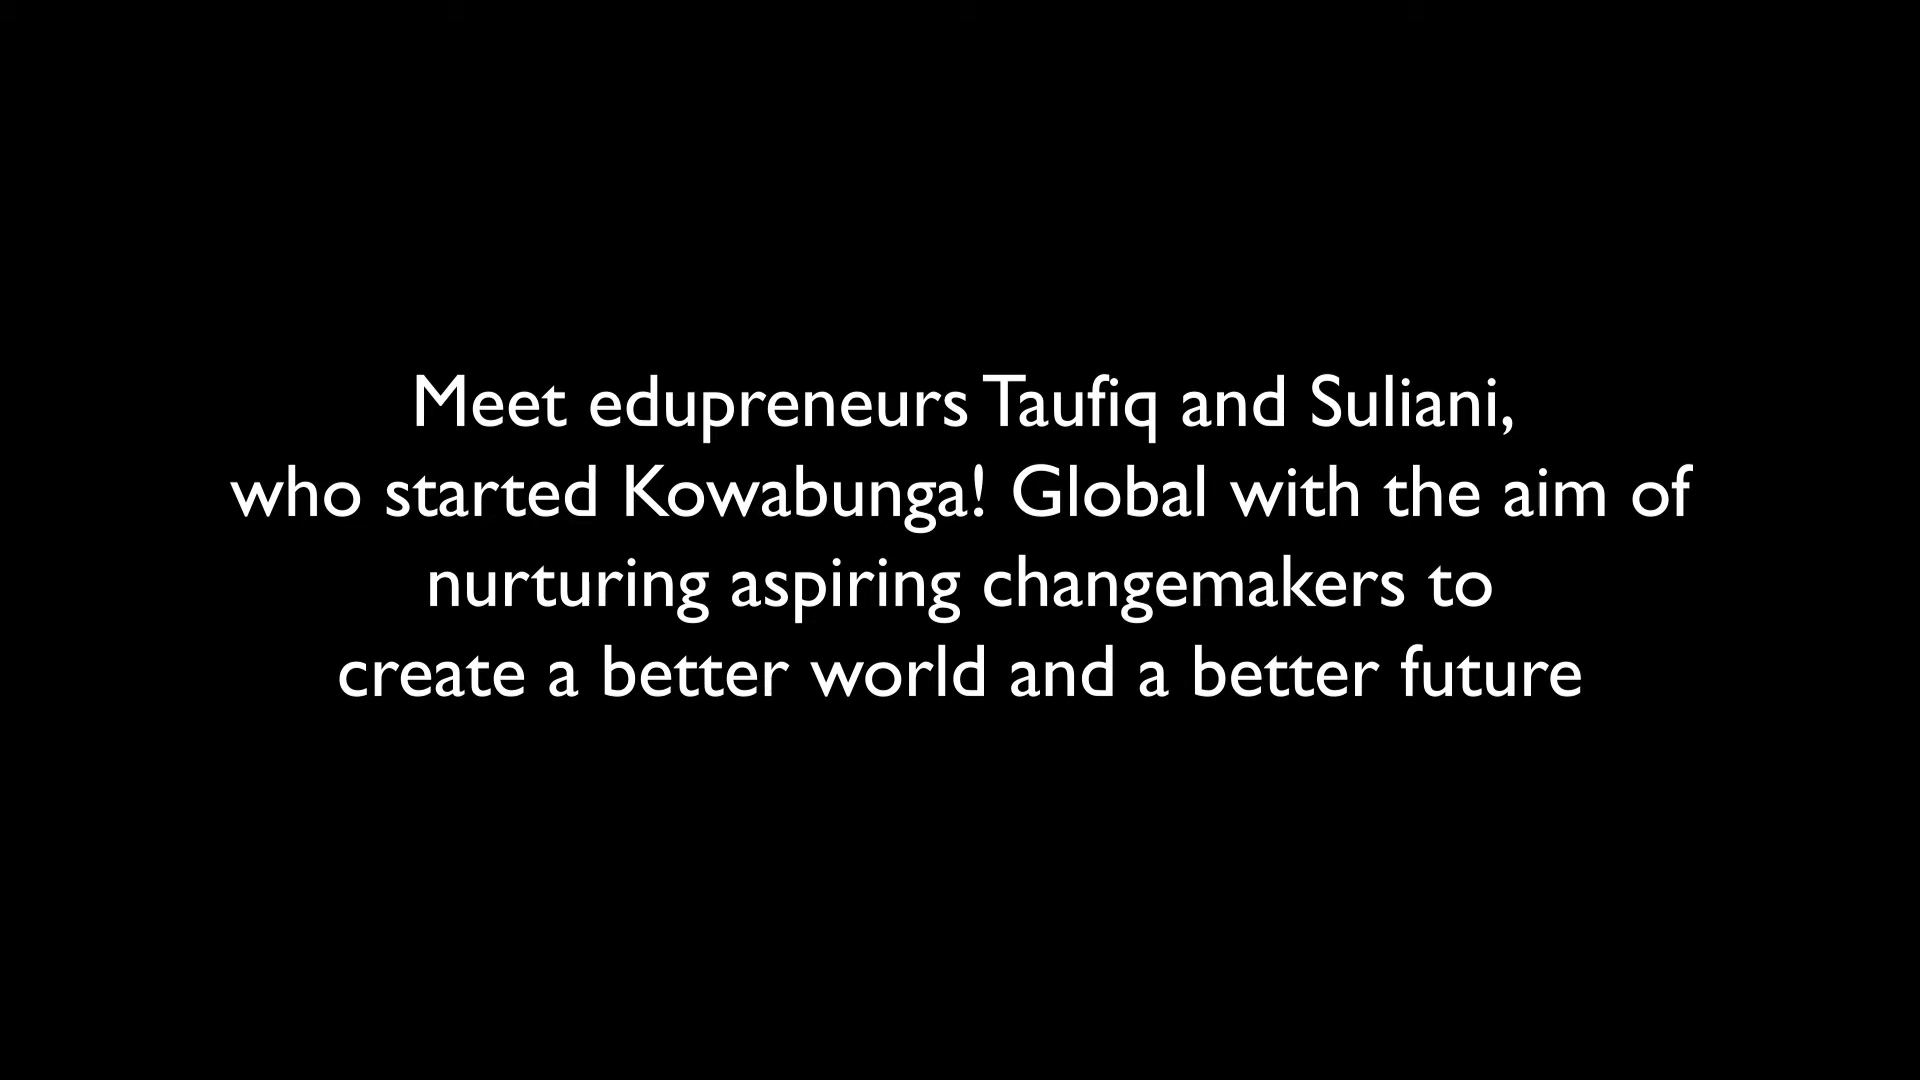 Meet edupreneurs Taufiq and Suliani,
who started Kowabunga! Global with the aim of
nurturing aspiring changemakers to
create a better world and a better future